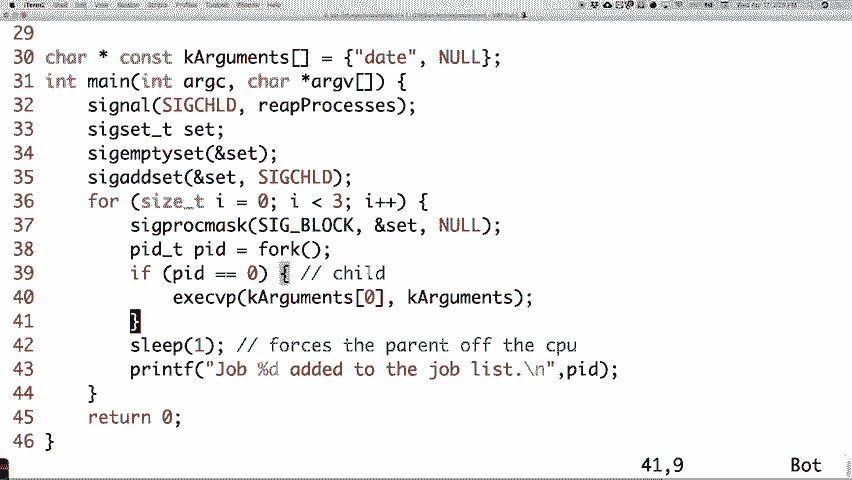 29
30 char * const kArguments[] = {"date", NULL};
31 int main(int argc, char *argv[]) {
32     signal(SIGCHLD, reapProcesses);
33     sigset_t set;
34     sigemptyset(&set);
35     sigaddset(&set, SIGCHLD);
36     for (size_t i = 0; i < 3; i++) {
37         sigprocmask(SIG_BLOCK, &set, NULL);
38         pid_t pid = fork();
39         if (pid == 0) { // child
40             execvp(kArguments[0], kArguments);
41         }
42         sleep(1); // forces the parent off the cpu
43         printf("Job %d added to the job list.\n",pid);
44     }
45     return 0;
46 }
41,9 Bot